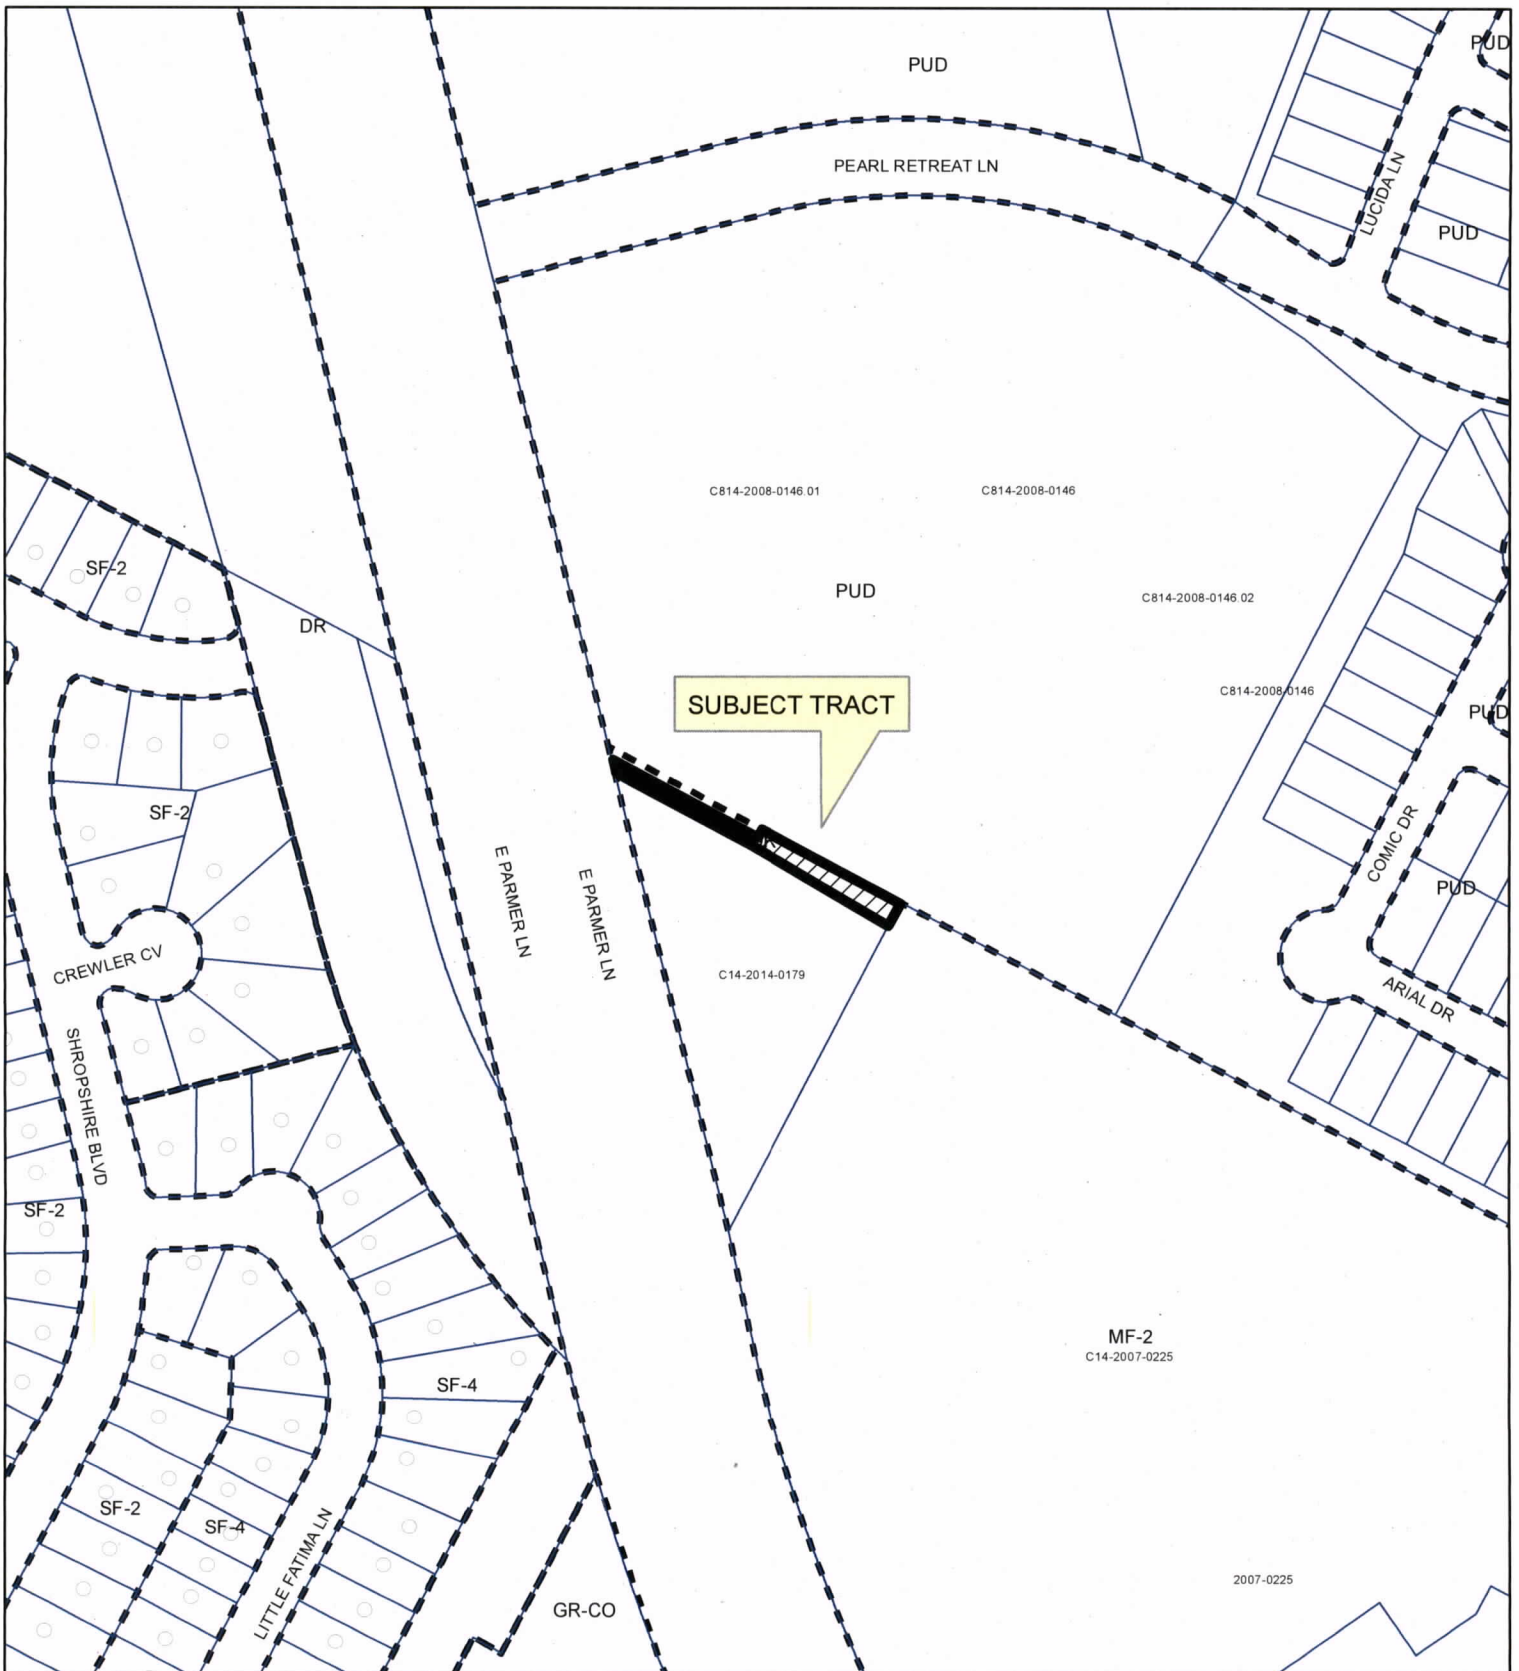 PUD
PUD
PEARL RETREAT LN
LUCIDA LN
PUD
C814-2008-0146.01
C814-2008-0146
SF-2
PUD
C814-2008-0146.02
DR
C814-2008-0146
SUBJECT TRACT
PUD
SF-2
COMIC DR
E PARMER LN
E PARMER LN
PUD
CREWLER CV
C14-2014-0179
ARIAL DR
SHROPSHIRE BLVD
SF-2
MF-2
C14-2007-0225
SF-4
SF-2
SF-4
LITTLE FATIMA LN
2007-0225
GR-CO